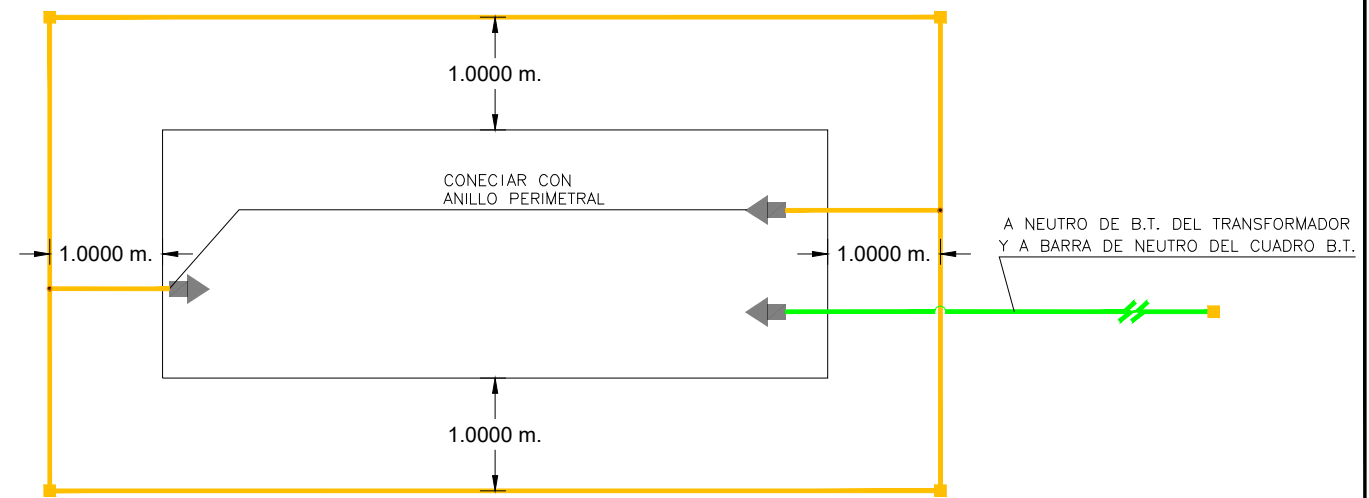 1.0000 m.
CONECIAR CON
ANILLO PERIMETRAL
A NEUTRO DE B.T. DEL TRANSFORMADOR
Y A BARRA DE NEUTRO DEL CUADRO B.T.
1.0000 m.
1.0000 m.
1.0000 m.